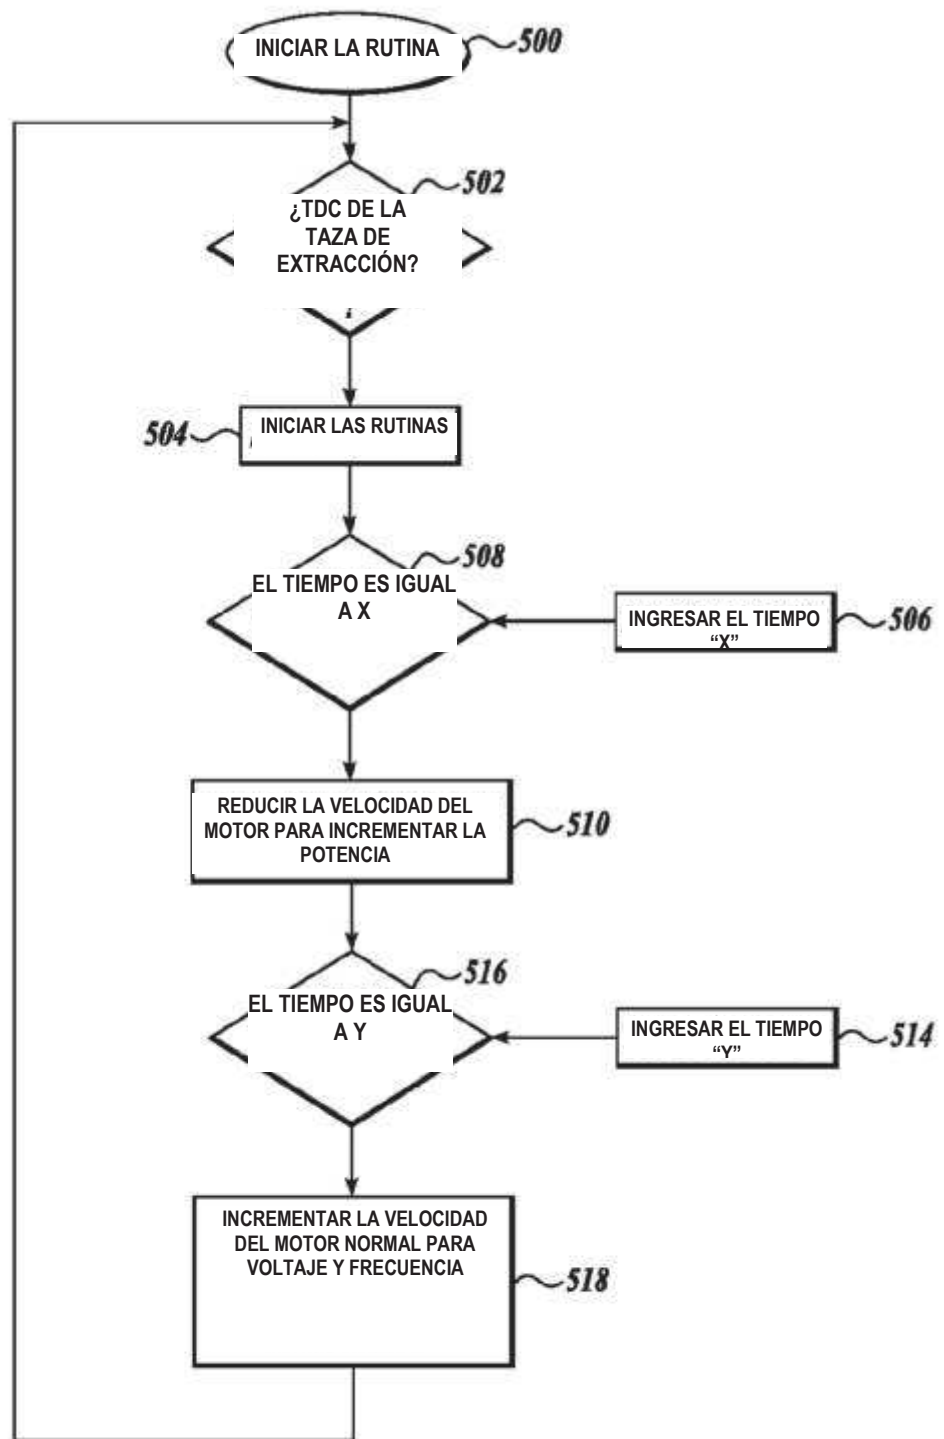 INICIAR LA RUTINA
500
502
¿TDC DE LA
TAZA DE
EXTRACCIÓN?
504
INICIAR LAS RUTINAS
508
EL TIEMPO ES IGUAL
A X
INGRESAR EL TIEMPO
“X”
506
REDUCIR LA VELOCIDAD DEL
MOTOR PARA INCREMENTAR LA
POTENCIA
510
516
EL TIEMPO ES IGUAL
A Y
INGRESAR EL TIEMPO
“Y”
514
INCREMENTAR LA VELOCIDAD
DEL MOTOR NORMAL PARA
VOLTAJE Y FRECUENCIA
518